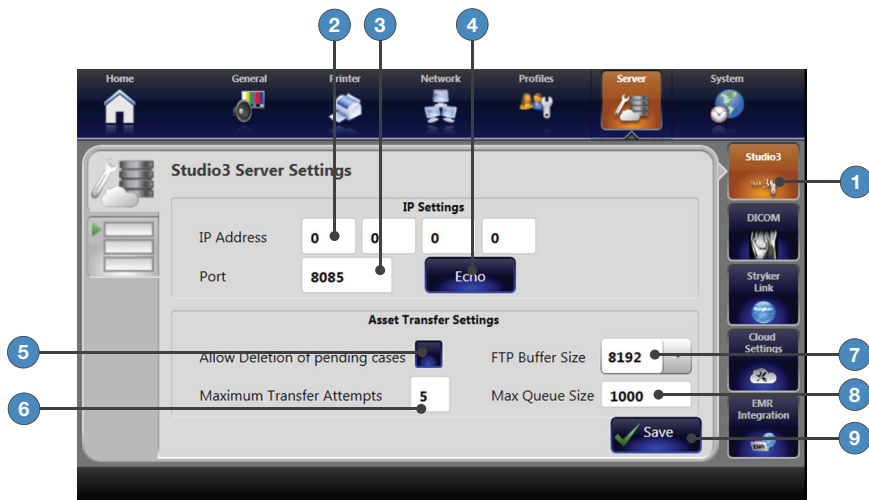 2 3 4
Home General Printer Network Profiles Server System
Studio3
1
Studio3 Server Settings
IP Settings
DICOM
IP Address 0 0 0 0
Port 8085 Echo
Stryker
Link
Asset Transfer Settings
Cloud
Settings
5 Allow Deletion of pending cases FTP Buffer Size 8192 7
6 Maximum Transfer Attempts 5 Max Queue Size 1000 8
EMR
Integration
Save 9